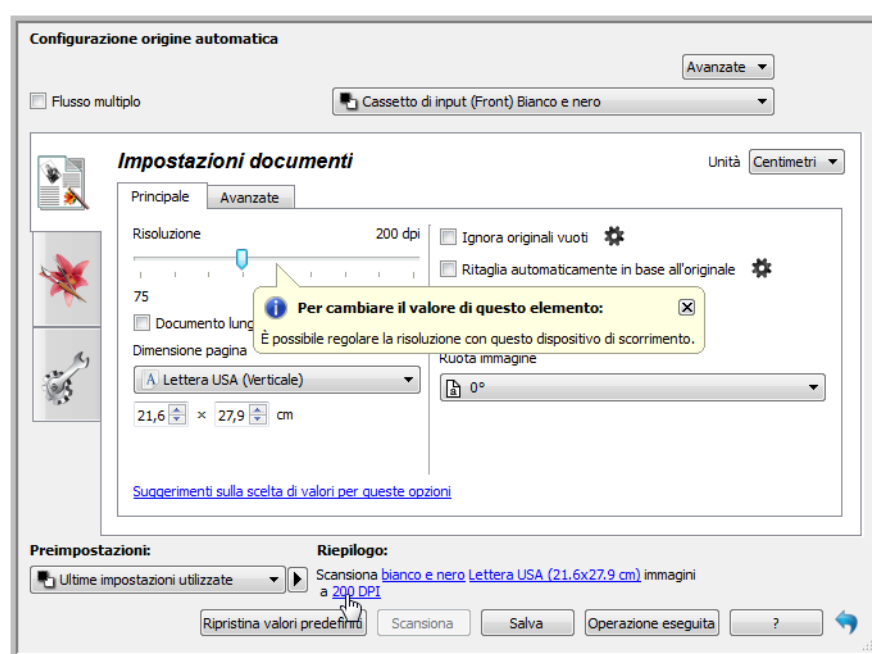 Configurazione origine automatica
Avanzate
Flusso multiplo
Cassetto di input (Front) Bianco e nero
Impostazioni documenti
Unità
Centimetri
Principale
Avanzate
Risoluzione
200 dpi
Ignora originali vuoti
Ritaglia automaticamente in base all'originale
75
Per cambiare il valore di questo elemento:
È possibile regolare la risoluzione con questo dispositivo di scorrimento.
Documento
Dimensione pagina
Ruota immagine
A Lettera USA (Verticale)
a 0°
21,6 × 27,9 cm
Suggerimenti sulla scelta di valori per queste opzioni
Preimpostazioni:
Riepilogo:
Ultime impostazioni utilizzate
Scansiona bianco e nero Lettera USA (21.6x27.9 cm) immagini
a 200 DPI
Ripristina valori predefiniti
Scansiona
Salva
Operazione eseguita
?